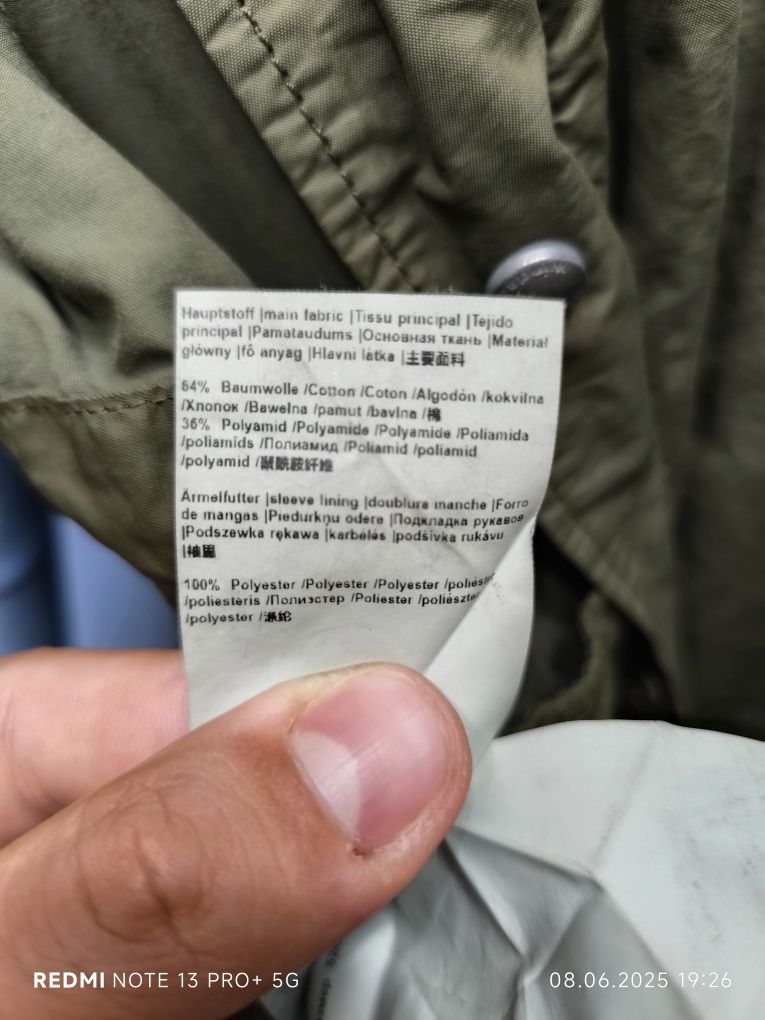 Hauptstoff |main fabric |Tissu principal |Tejido
principal |Pamataudums |Основная ткань |Materiał
główny |fő anyag |Hlavní látka |主要面料
64% Baumwolle /Cotton /Coton /Algodón /kokvilna
/Хлопок /Bawełna /pamut /bavlna /棉
36% Polyamid /Polyamide /Polyamide /Poliamida
/poliamīds /Полиамид /Poliamid /poliamid
/polyamid /聚酰胺纤维
Ärmelfutter |sleeve lining |doublure manche |Forro
de mangas |Piedurkņu odere |Подкладка рукавов
|Podszewka rękawa |karbélés |podšívka rukávu
|袖里
100% Polyester /Polyester /Polyester
/poliesteris /Полиэстер /Poliester
/polyester /涤纶
REDMI NOTE 13 PRO+ 5G
08.06.2025 19:26